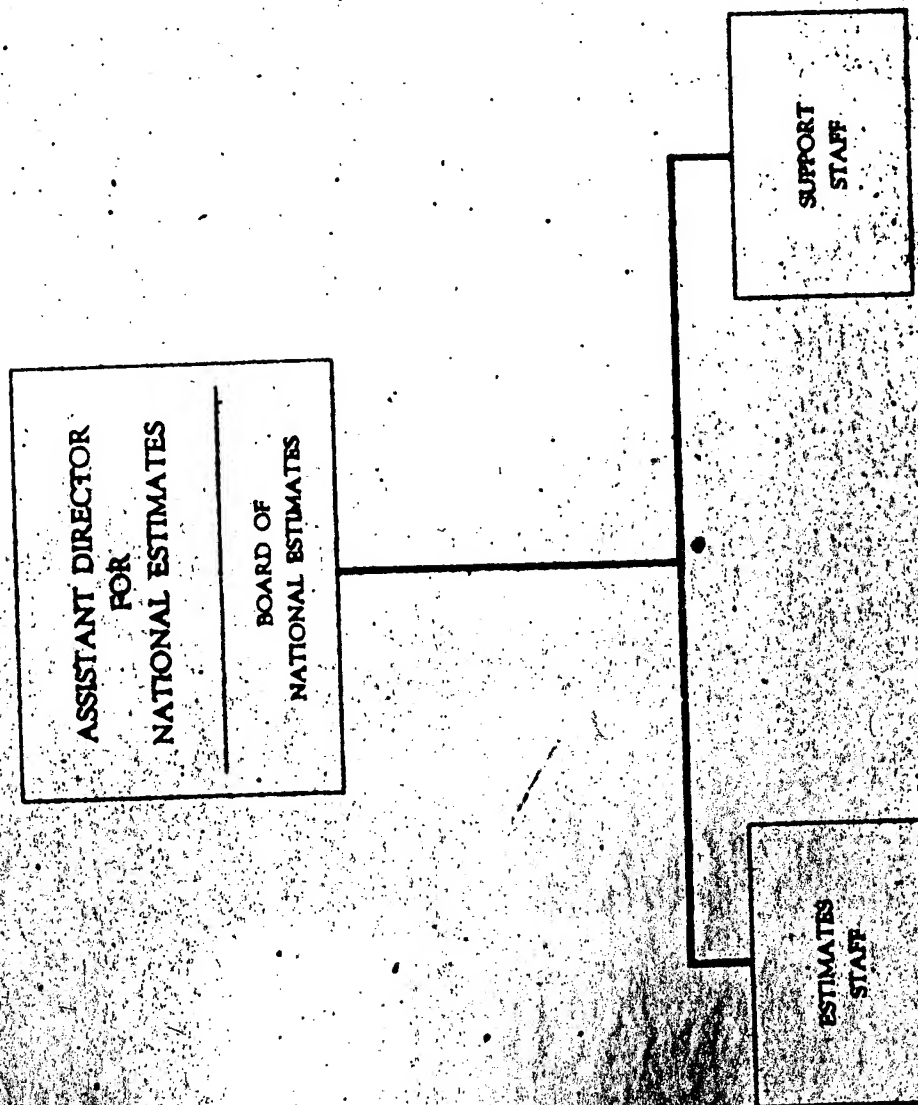 ASSISTANT DIRECTOR
FOR
NATIONAL ESTIMATES
BOARD OF
NATIONAL ESTIMATES
ESTIMATES
STAFF
SUPPORT
STAFF